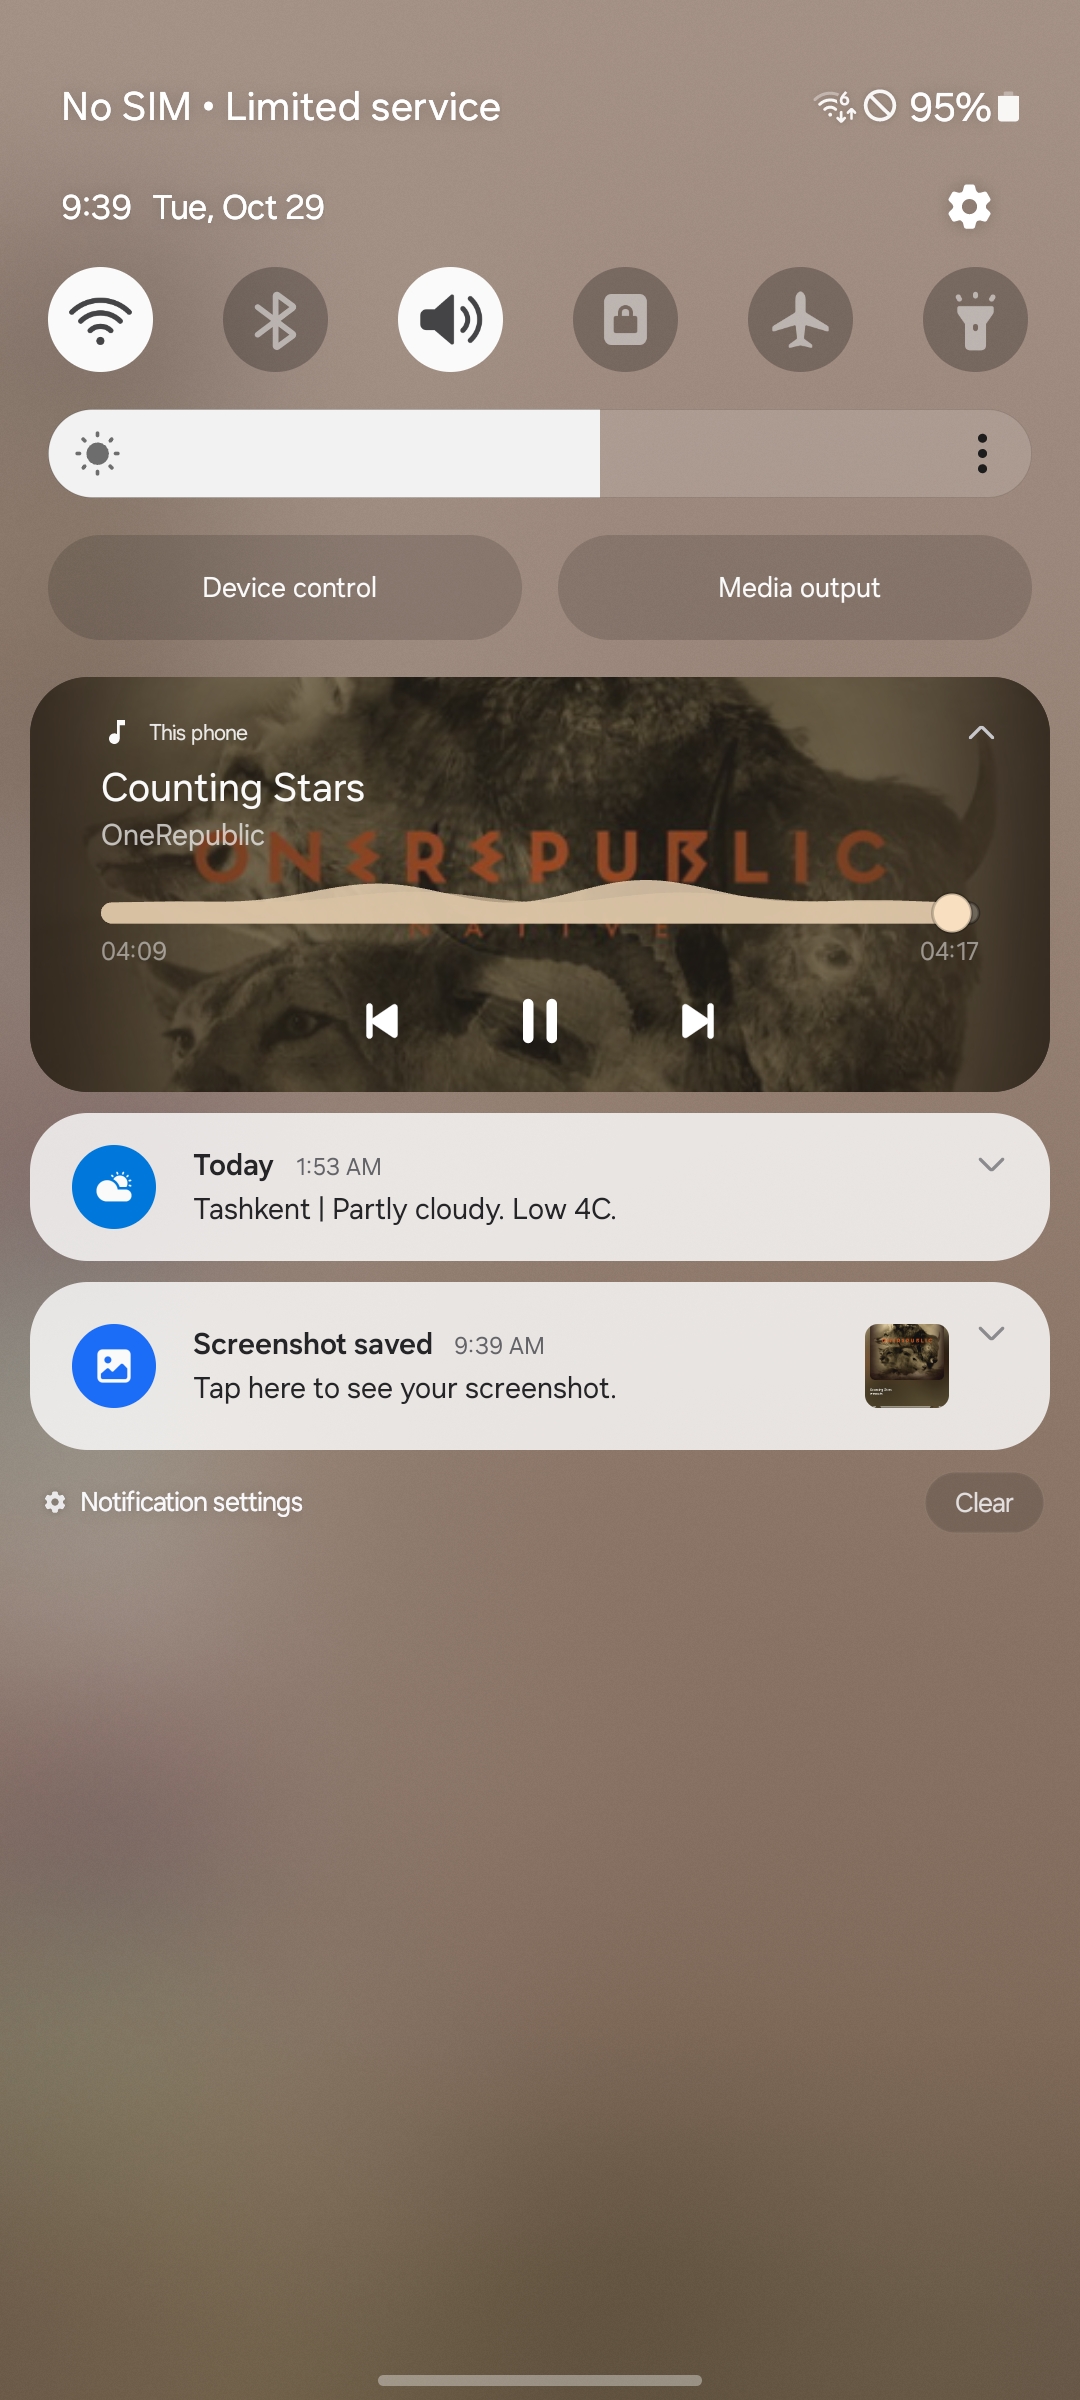 No SIM • Limited service 6 95%
9:39 Tue, Oct 29
Device control Media output
This phone
Counting Stars
OneRepublic
ONEREPUBLIC
NATIVE
04:09 04:17
Today 1:53 AM
Tashkent | Partly cloudy. Low 4C.
Screenshot saved 9:39 AM
Tap here to see your screenshot.
Notification settings Clear